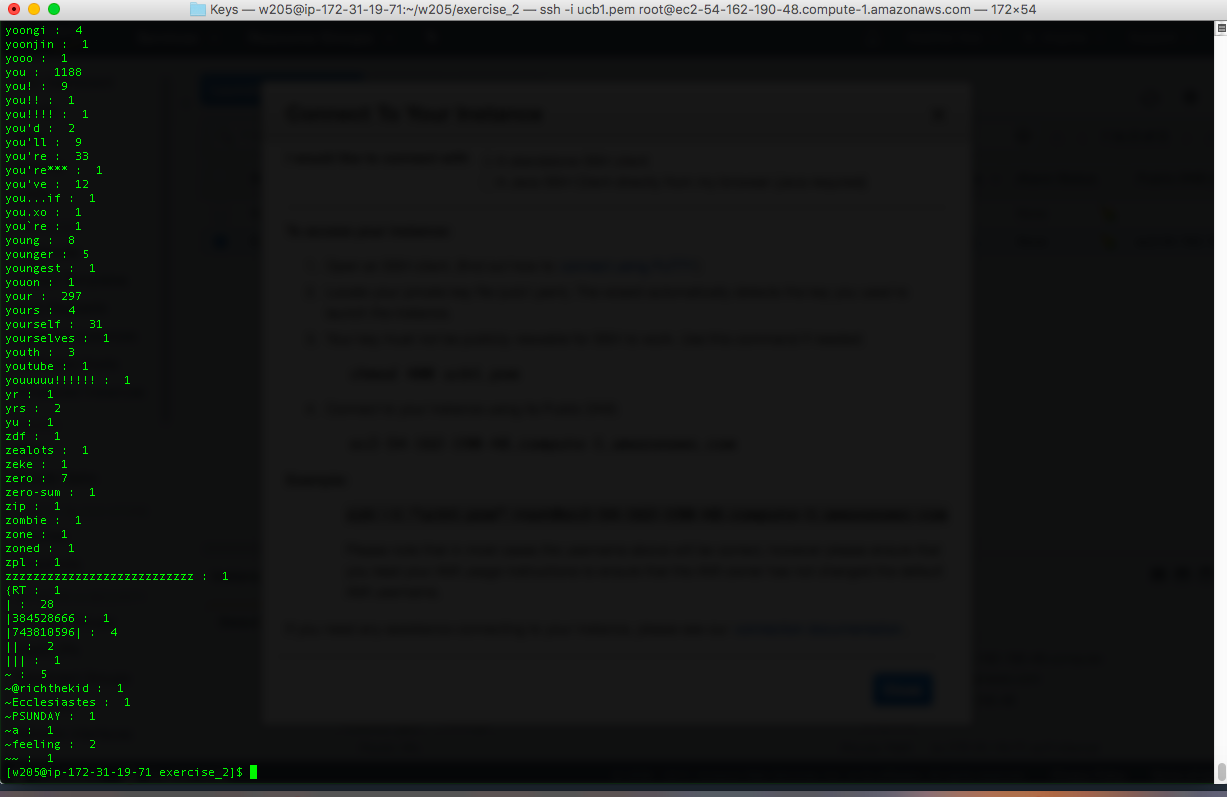 Keys — w205@ip-172-31-19-71:~/w205/exercise_2 — ssh -i ucb1.pem root@ec2-54-162-190-48.compute-1.amazonaws.com — 172×54
yoongi :  4
yoonjin :  1
yooo :  1
you :  1188
you! :  9
you!! :  1
you!!!! :  1
you'd :  2
you'll :  9
you're :  33
you're*** :  1
you've :  12
you...if :  1
you.xo :  1
you`re :  1
young :  8
younger :  5
youngest :  1
youon :  1
your :  297
yours :  4
yourself :  31
yourselves :  1
youth :  3
youtube :  1
youuuuu!!!!!! :  1
yr :  1
yrs :  2
yu :  1
zdf :  1
zealots :  1
zeke :  1
zero :  7
zero-sum :  1
zip :  1
zombie :  1
zone :  1
zoned :  1
zpl :  1
zzzzzzzzzzzzzzzzzzzzzzzzzzz :  1
{RT :  1
| :  28
|384528666 :  1
|743810596| :  4
|| :  2
||| :  1
~ :  5
~@richthekid :  1
~Ecclesiastes :  1
~PSUNDAY :  1
~a :  1
~feeling :  2
~~ :  1
[w205@ip-172-31-19-71 exercise_2]$